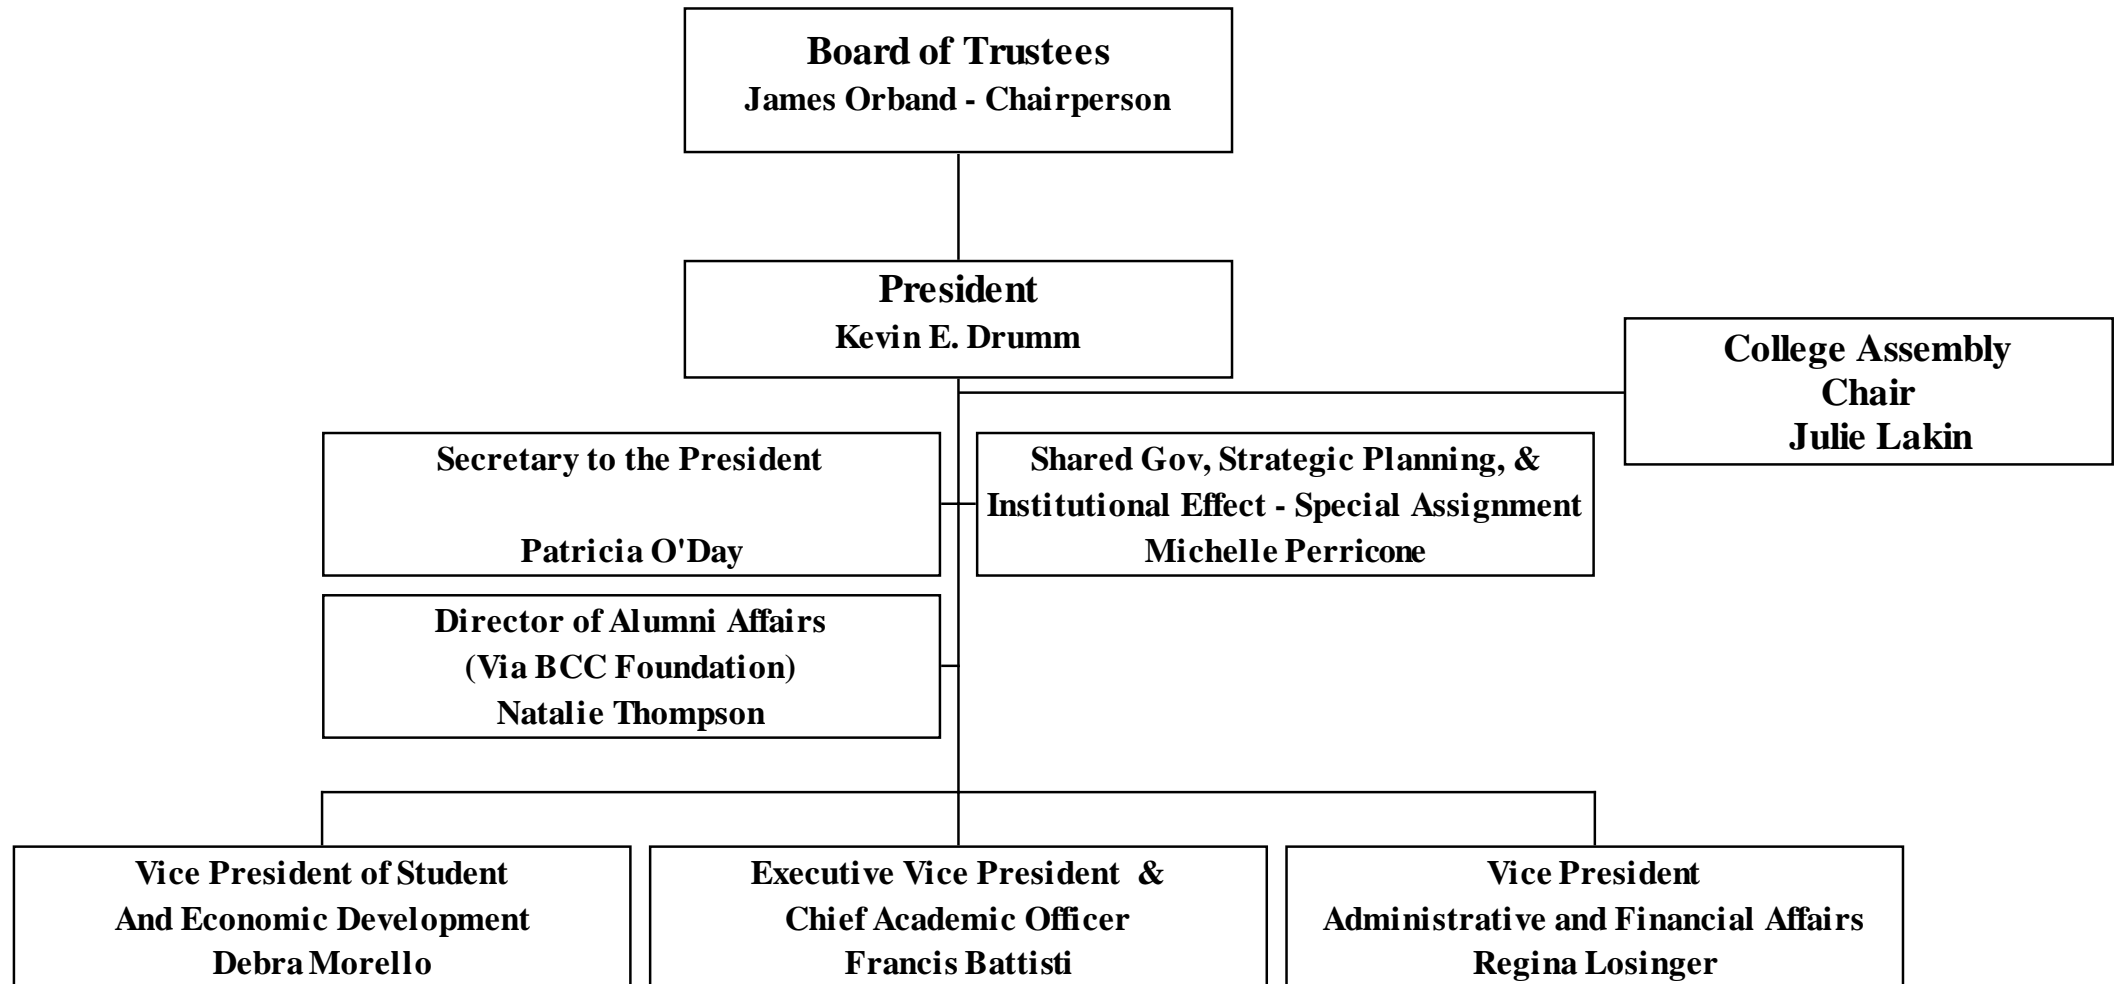 Board of Trustees
James Orband - Chairperson
President
Kevin E. Drumm
College Assembly
Chair
Julie Lakin
Secretary to the President
Patricia O'Day
Shared Gov, Strategic Planning, &
Institutional Effect - Special Assignment
Michelle Perricone
Director of Alumni Affairs
(Via BCC Foundation)
Natalie Thompson
Vice President of Student
And Economic Development
Debra Morello
Executive Vice President &
Chief Academic Officer
Francis Battisti
Vice President
Administrative and Financial Affairs
Regina Losinger